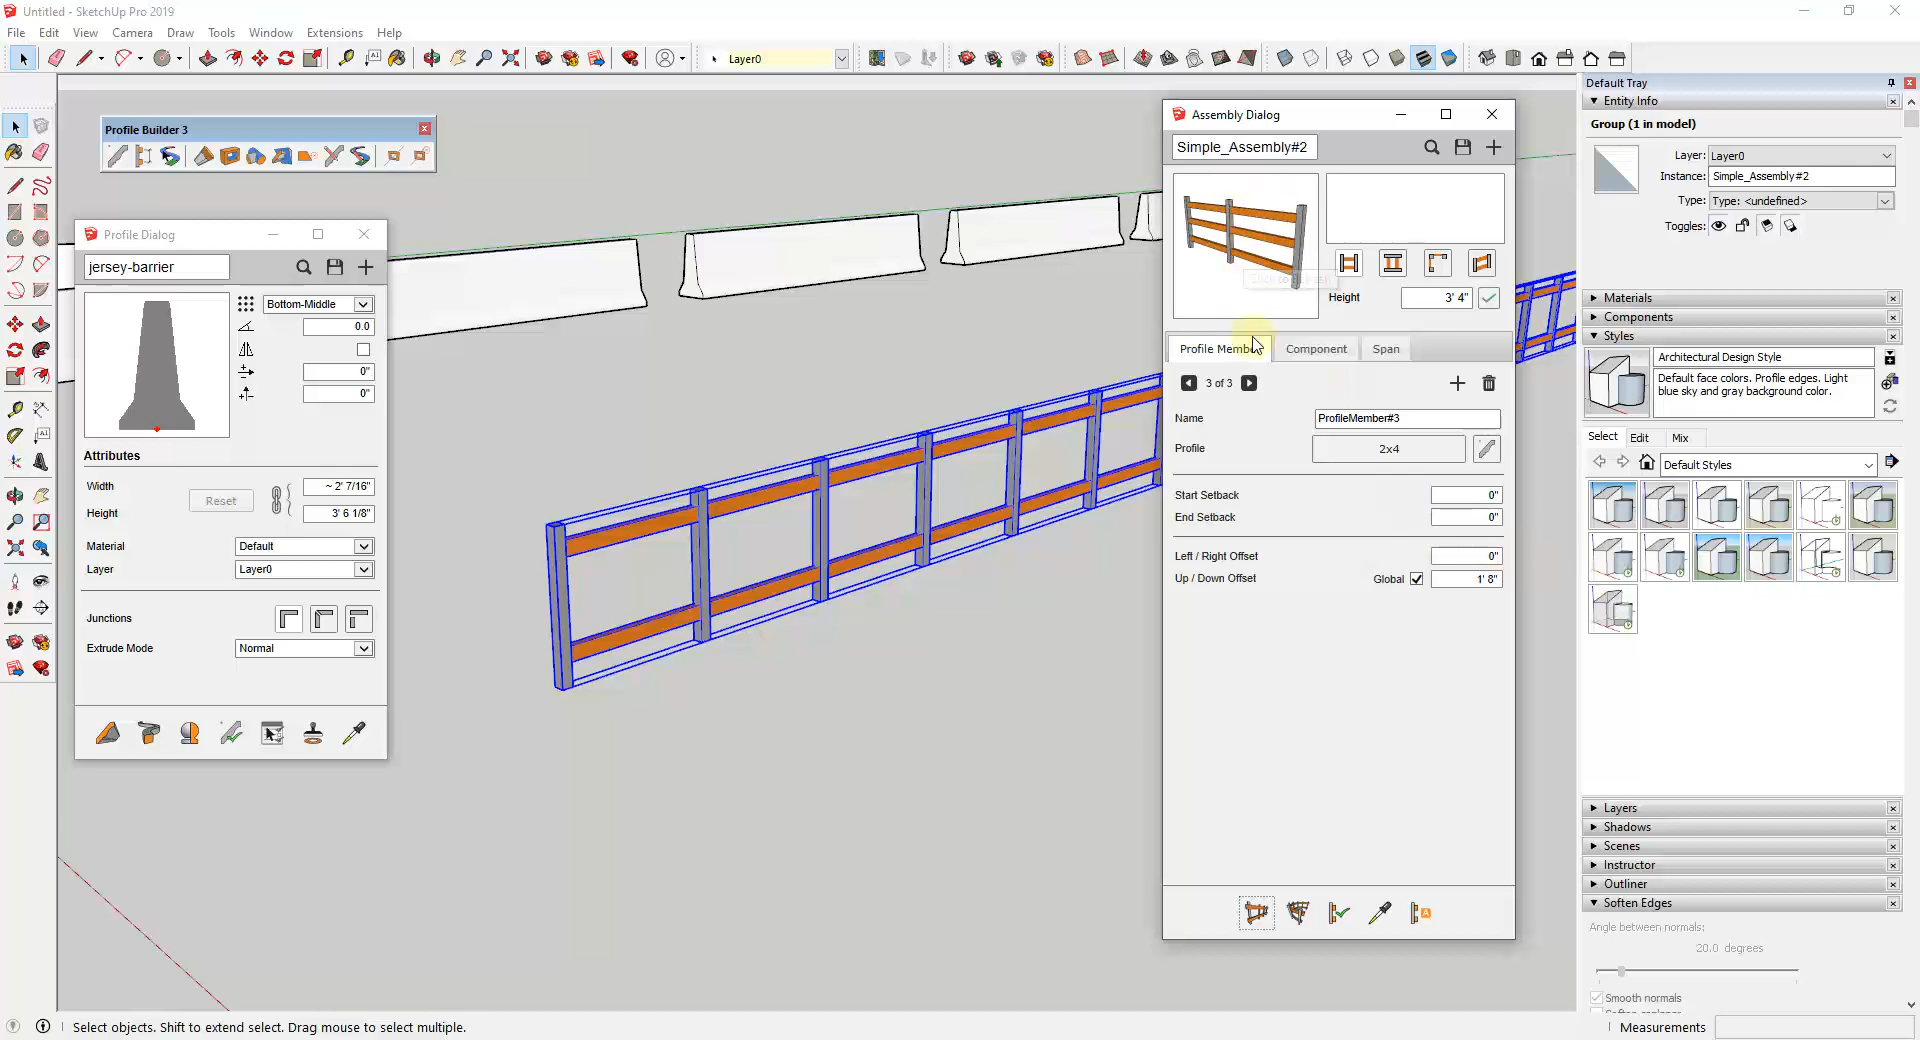 Untitled - SketchUp Pro 2019
File Edit View Camera Draw Tools Window Extensions Help
Layer0
Profile Builder 3
Profile Dialog
jersey-barrier
Bottom-Middle
0.0
0"
0"
Attributes
Width ~ 2' 7/16"
Reset
Height 3' 6 1/8"
Material Default
Layer Layer0
Junctions
Extrude Mode Normal
Assembly Dialog
Simple_Assembly#2
Height 3' 4"
Profile Memb Component Span
3 of 3
Name ProfileMember#3
Profile 2x4
Start Setback 0"
End Setback 0"
Left / Right Offset 0"
Up / Down Offset Global 1' 8"
Default Tray
Entity Info
Group (1 in model)
Layer: Layer0
Instance: Simple_Assembly#2
Type: Type: <undefined>
Toggles:
Materials
Components
Styles
Architectural Design Style
Default face colors. Profile edges. Light
blue sky and gray background color.
Select Edit Mix
Default Styles
Layers
Shadows
Scenes
Instructor
Outliner
Soften Edges
Angle between normals:
20.0 degrees
Smooth normals
Select objects. Shift to extend select. Drag mouse to select multiple.
Measurements